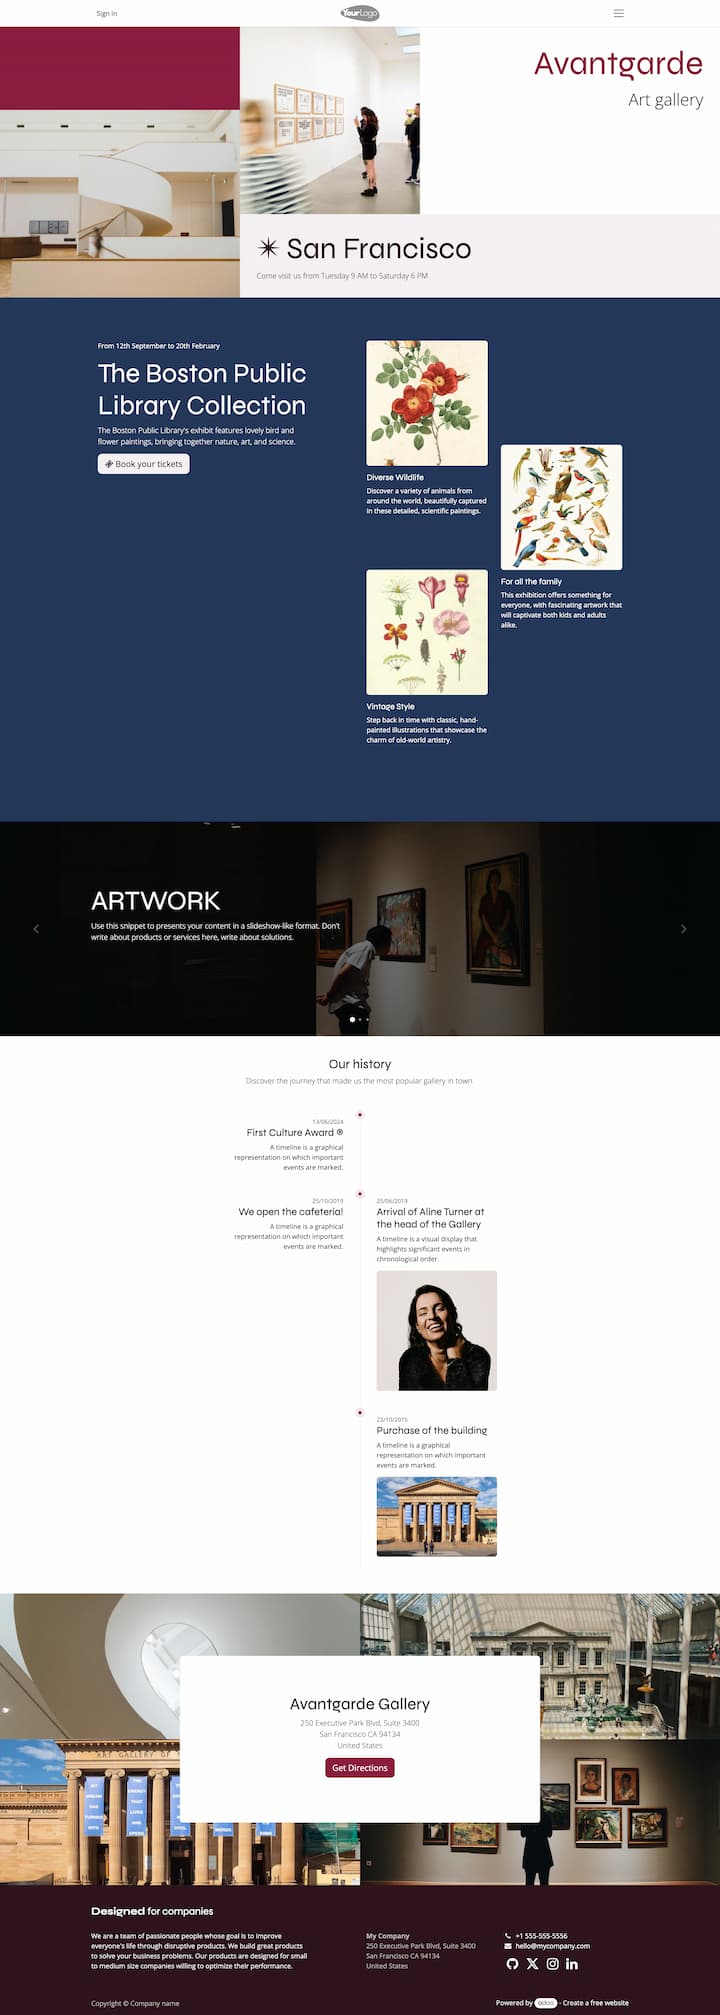 Sign in
YourLogo
Avantgarde
Art gallery
San Francisco
Come visit us from Tuesday 9 AM to Saturday 6 PM
From 12th September to 20th February
The Boston Public
Library Collection
The Boston Public Library's exhibit features lovely bird and
flower paintings, bringing together nature, art, and science.
Book your tickets
Diverse Wildlife
Discover a variety of animals from
around the world, beautifully captured
in these detailed, scientific paintings.
For all the family
This exhibition offers something for
everyone, with fascinating artwork that
will captivate both kids and adults
alike.
Vintage Style
Step back in time with classic, hand-
painted illustrations that showcase the
charm of old-world artistry.
ARTWORK
Use this snippet to presents your content in a slideshow-like format. Don't
write about products or services here, write about solutions.
Our history
Discover the journey that made us the most popular gallery in town.
13/06/2024
First Culture Award ®
A timeline is a graphical
representation on which important
events are marked.
25/10/2019
We open the cafeteria!
A timeline is a graphical
representation on which important
events are marked.
25/06/2019
Arrival of Aline Turner at
the head of the Gallery
A timeline is a visual display that
highlights significant events in
chronological order.
23/10/2015
Purchase of the building
A timeline is a graphical
representation on which important
events are marked.
Avantgarde Gallery
250 Executive Park Blvd, Suite 3400
San Francisco CA 94134
United States
Get Directions
ART GALLERY OF
Designed for companies
We are a team of passionate people whose goal is to improve
everyone's life through disruptive products. We build great products
to solve your business problems. Our products are designed for small
to medium size companies willing to optimize their performance.
My Company
250 Executive Park Blvd, Suite 3400
San Francisco CA 94134
United States
+1 555-555-5556
hello@mycompany.com
Copyright © Company name
Powered by odoo - Create a free website